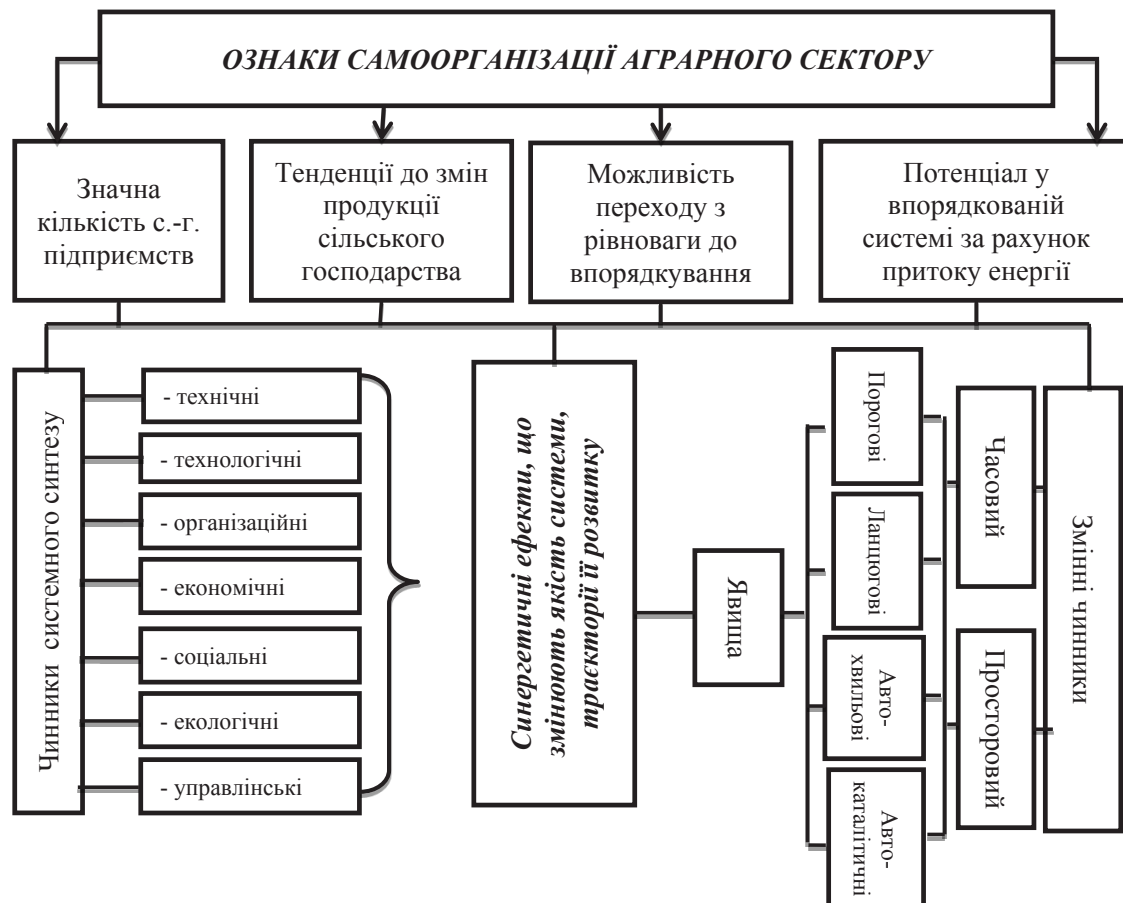 ОЗНАКИ САМООРГАНІЗАЦІЇ АГРАРНОГО СЕКТОРУ
Значна
кількість с.-г.
підприємств
Тенденції до змін
продукції
сільського
господарства
Можливість
переходу з
рівноваги до
впорядкування
Потенціал у
впорядкованій
системі за рахунок
притоку енергії
Чинники системного синтезу
- технічні
- технологічні
- організаційні
- економічні
- соціальні
- екологічні
- управлінські
Синергетичні ефекти, що
змінюють якість системи,
траєкторії її розвитку
Явища
Порогові
Ланцюгові
Авто-
хвильові
Авто-
каталітичні
Часовий
Просторовий
Змінні чинники